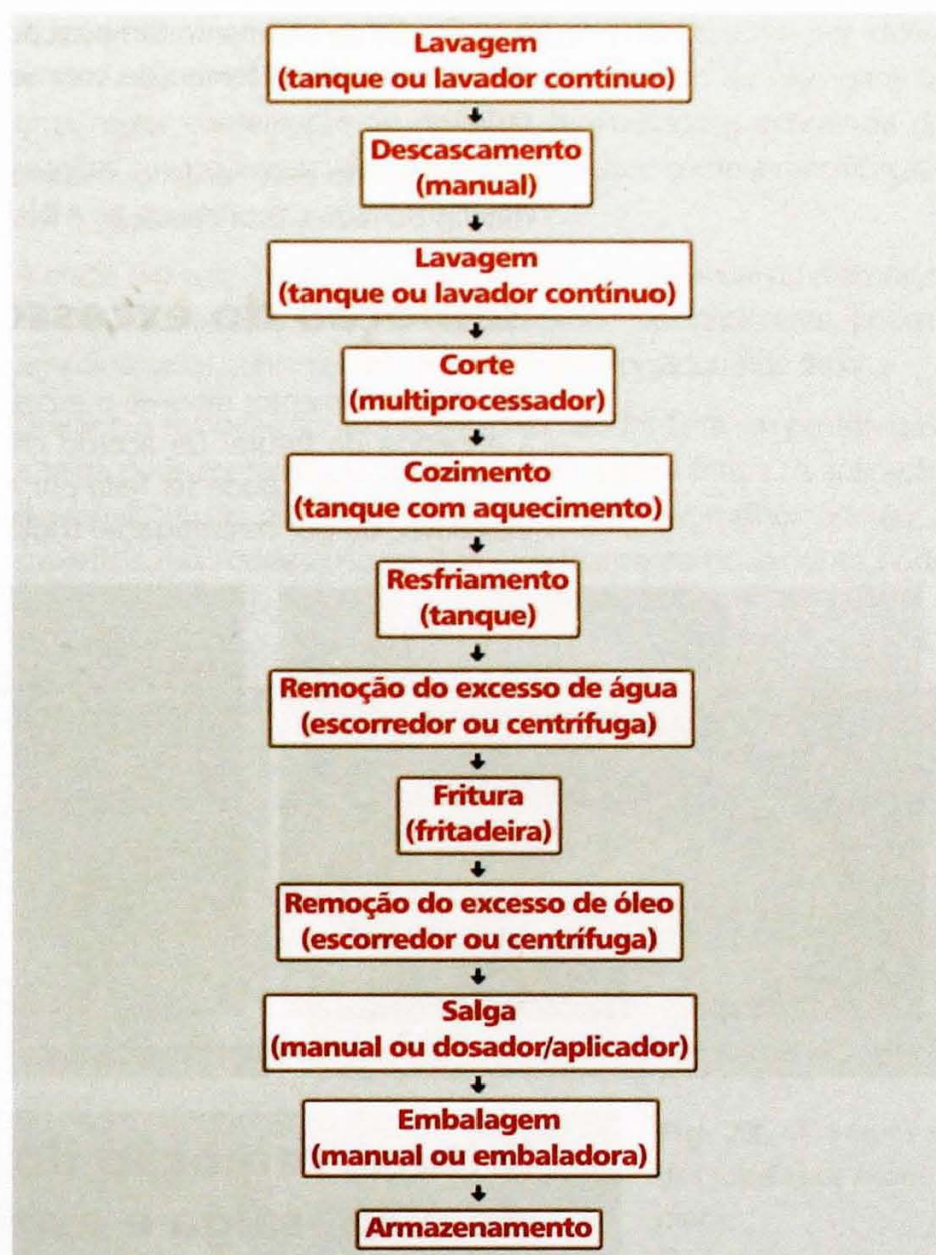 Lavagem
(tanque ou lavador contínuo)
Descascamento
(manual)
Lavagem
(tanque ou lavador contínuo)
Corte
(multiprocessador)
Cozimento
(tanque com aquecimento)
Resfriamento
(tanque)
Remoção do excesso de água
(escorredor ou centrífuga)
Fritura
(fritadeira)
Remoção do excesso de óleo
(escorredor ou centrífuga)
Salga
(manual ou dosador/aplicador)
Embalagem
(manual ou embaladora)
Armazenamento